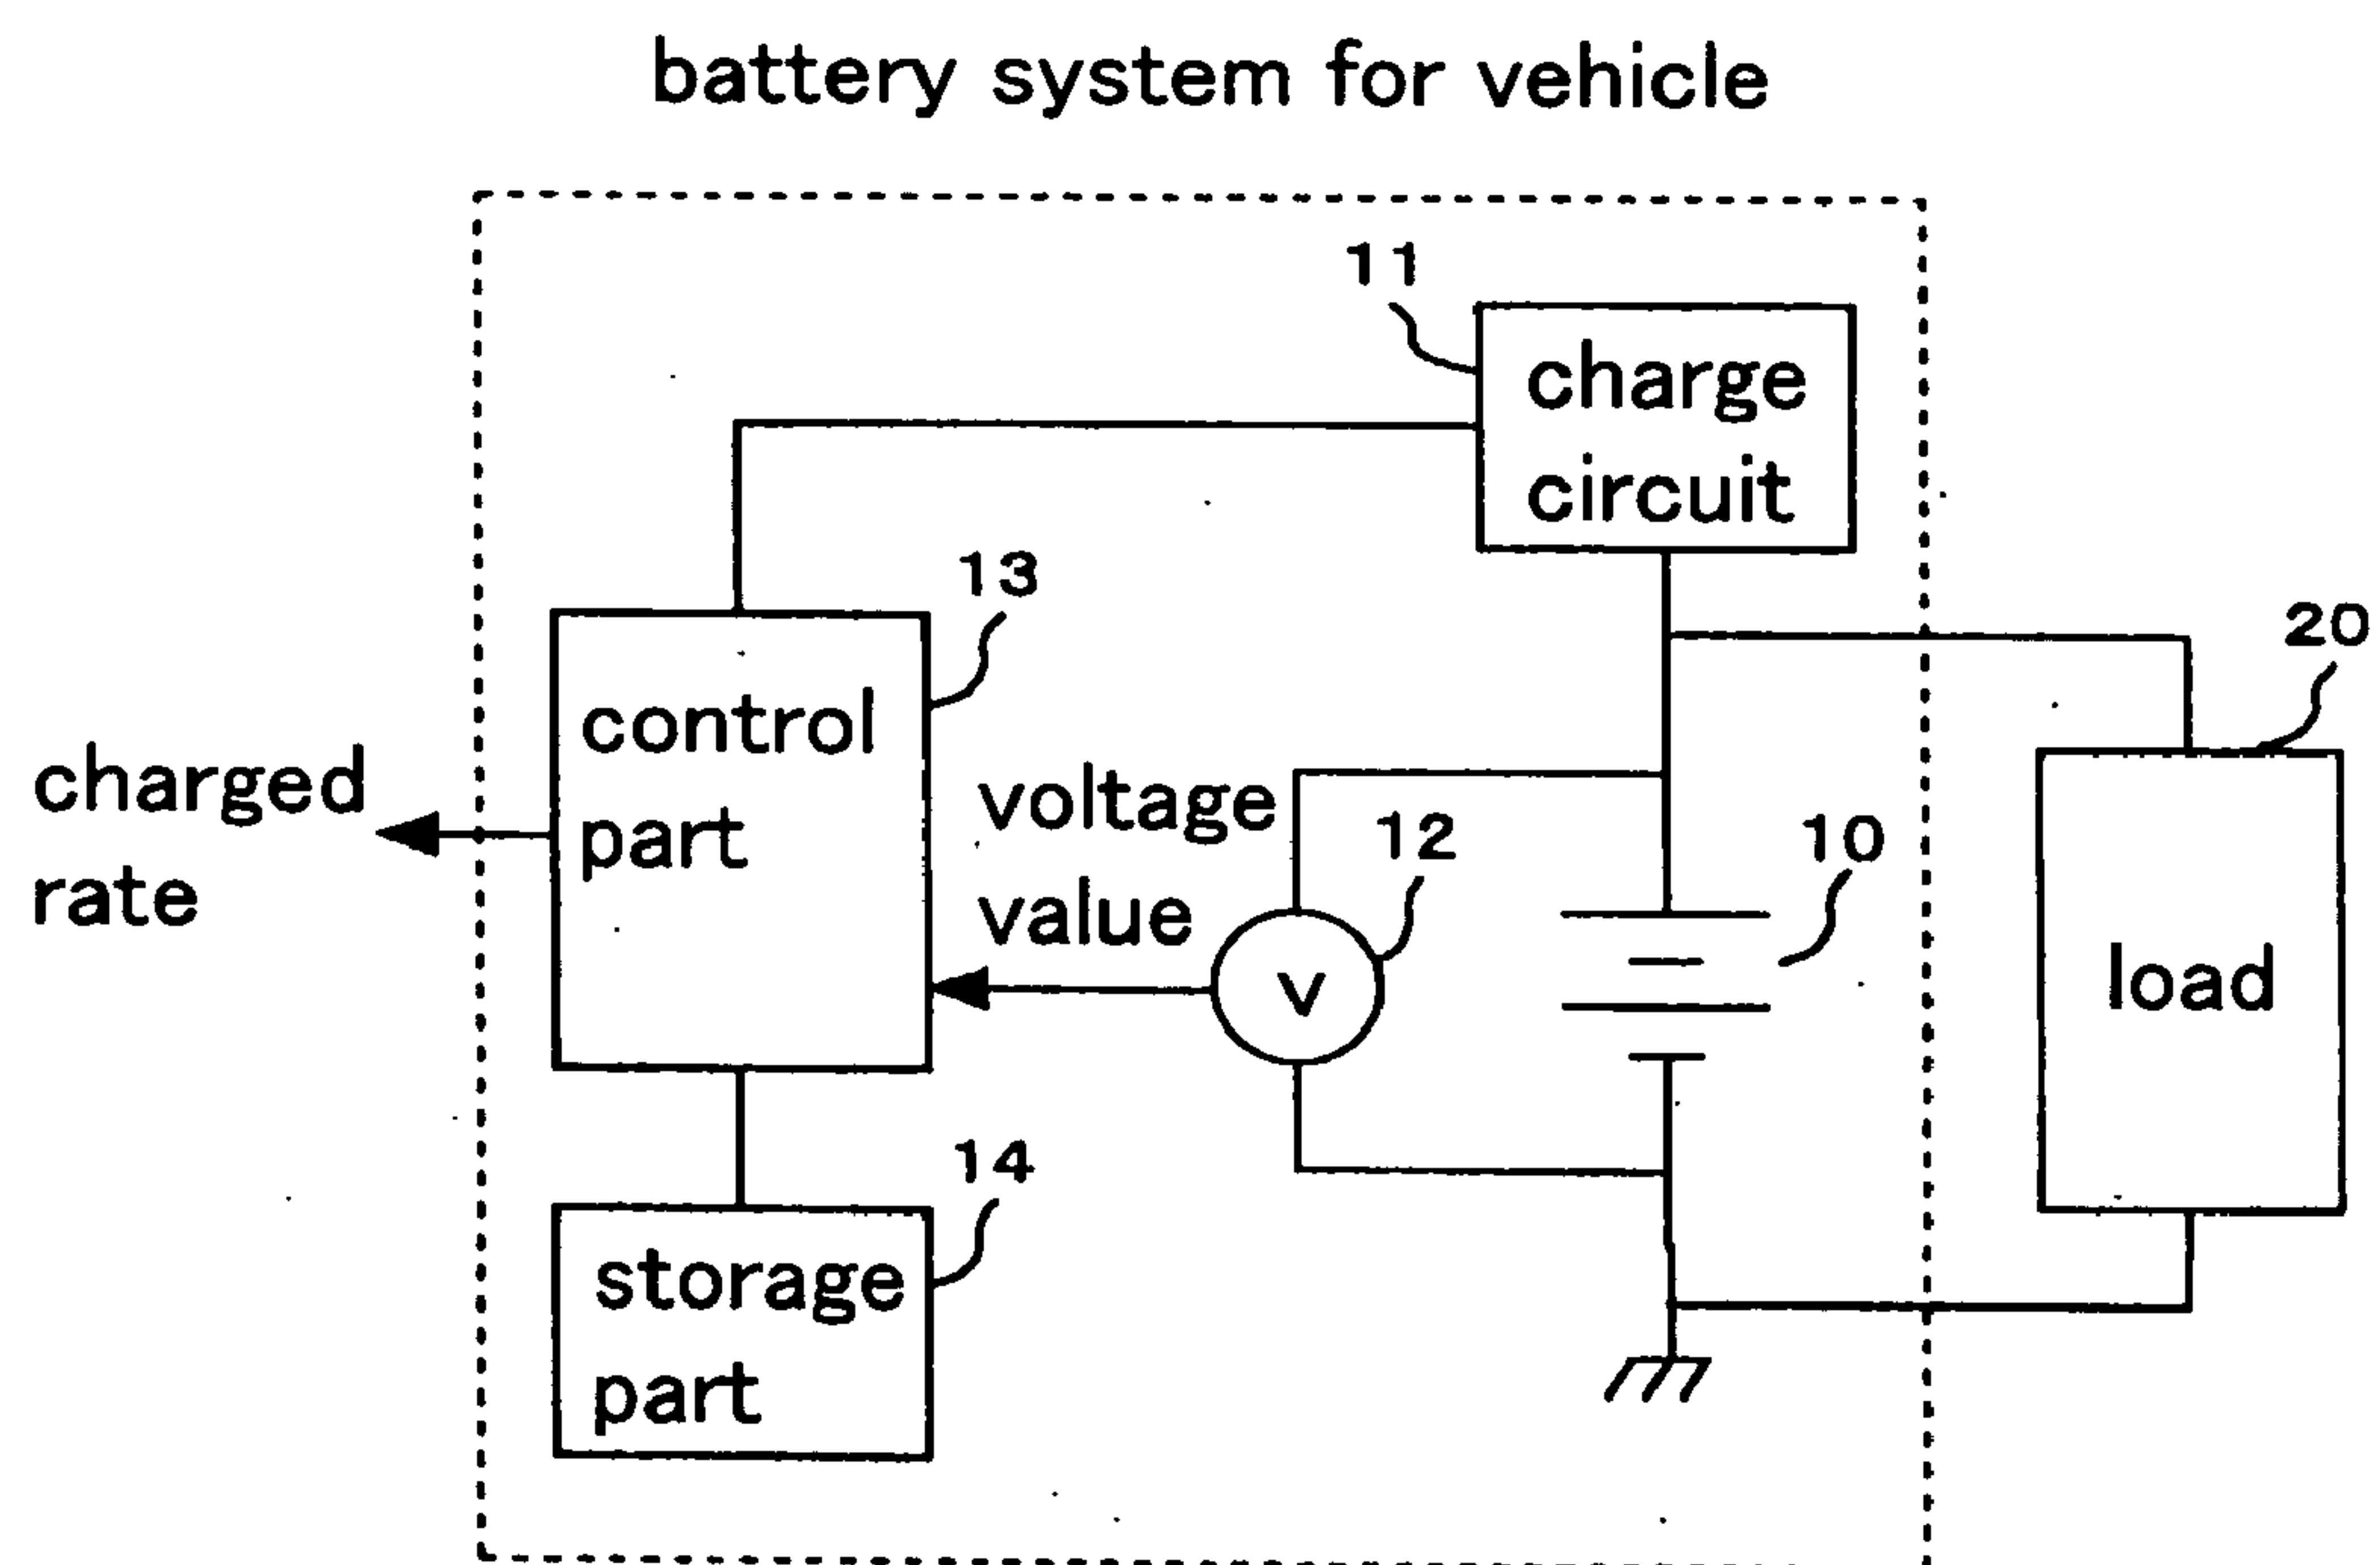 battery system for vehicle
11
charge
circuit
13
20
control
part
charged
rate
voltage
value
12
10
V
load
14
storage
part